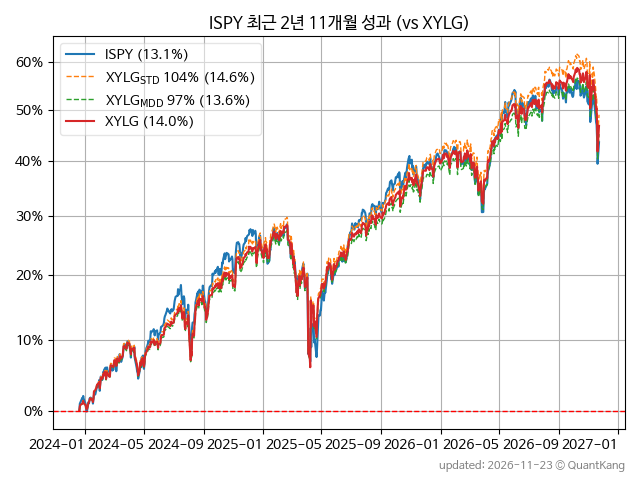 ISPY 최근 2년 11개월 성과 (vs XYLG)
ISPY (13.1%)
XYLGSTD 104% (14.6%)
XYLGMDD 97% (13.6%)
XYLG (14.0%)
60%
50%
40%
30%
20%
10%
0%
2024-01 2024-05 2024-09 2025-01 2025-05 2025-09 2026-01 2026-05 2026-09 2027-01
updated: 2026-11-23 © QuantKang